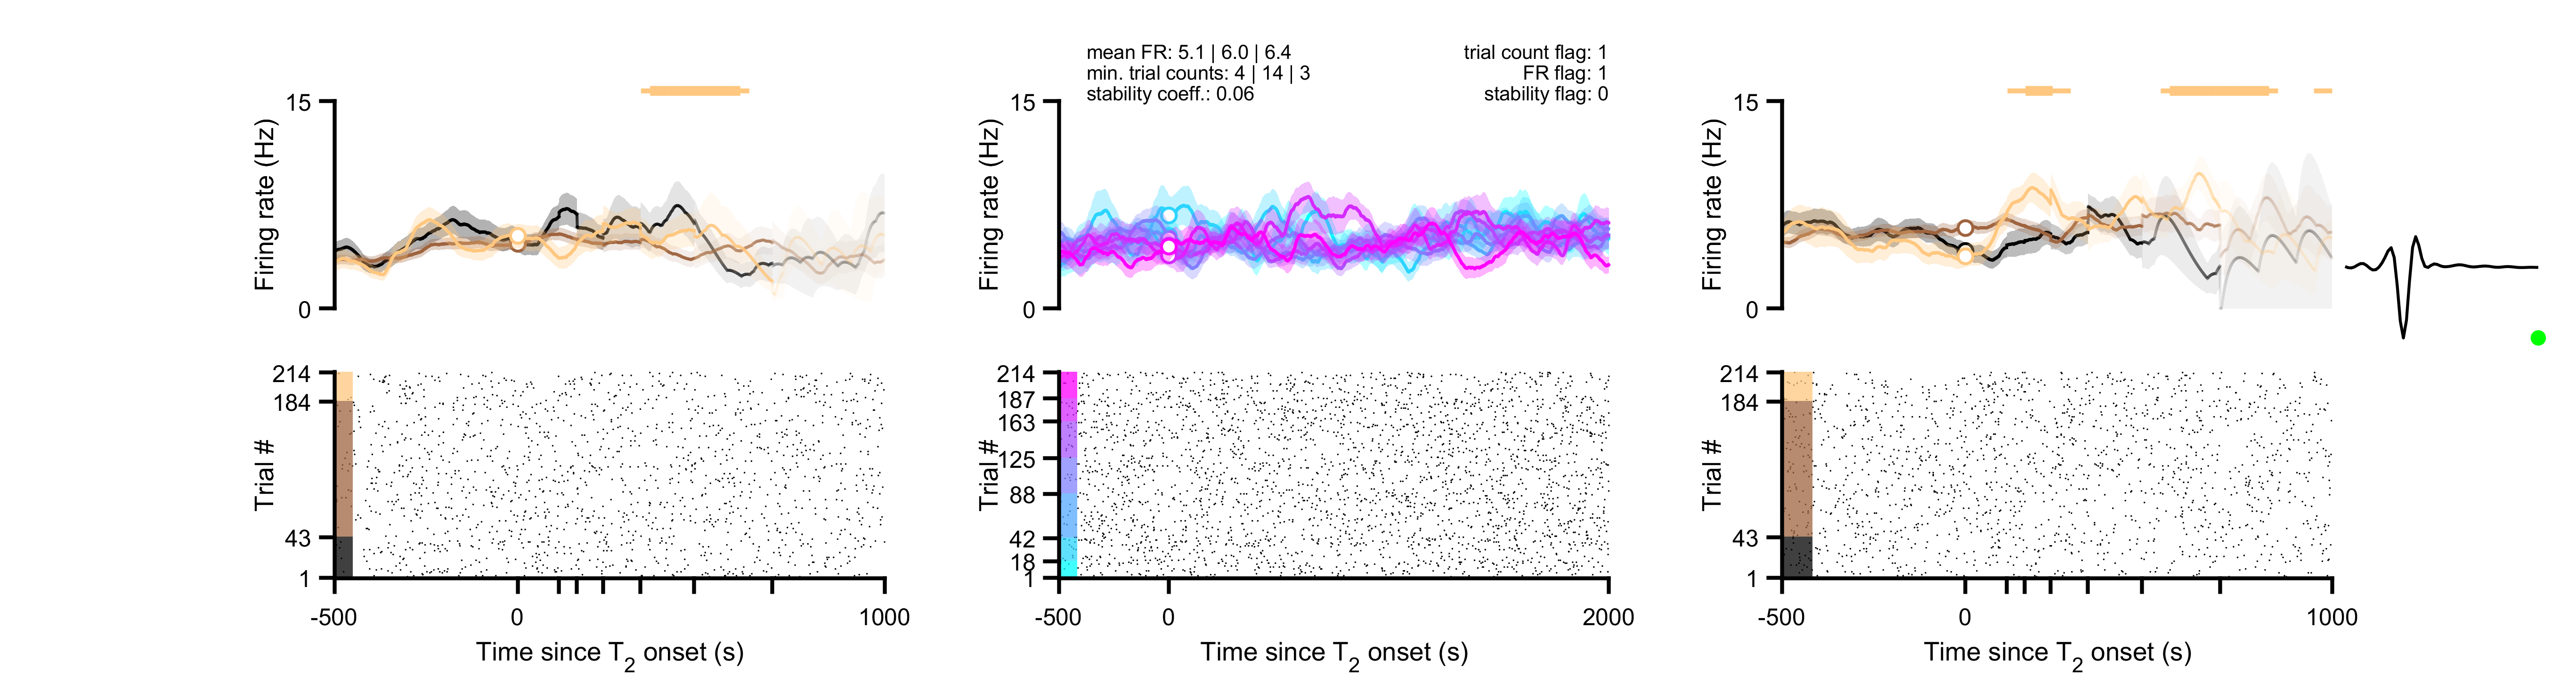 mean FR: 5.1 | 6.0 | 6.4
min. trial counts: 4 | 14 | 3
stability coeff.: 0.06
trial count flag: 1
FR flag: 1
stability flag: 0
15
0
Firing rate (Hz)
214
184
43
1
Trial #
-500
0
1000
Time since T2 onset (s)
15
0
Firing rate (Hz)
214
187
163
125
88
42
18
1
Trial #
-500
0
2000
Time since T2 onset (s)
15
0
Firing rate (Hz)
214
184
43
1
Trial #
-500
0
1000
Time since T2 onset (s)